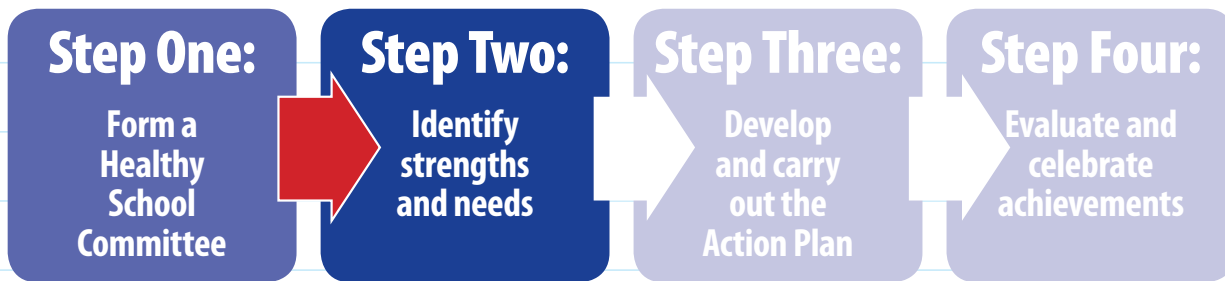 Step One:
Form a
Healthy
School
Committee
Step Two:
Identify
strengths
and needs
Step Three:
Develop
and carry
out the
Action Plan
Step Four:
Evaluate and
celebrate
achievements